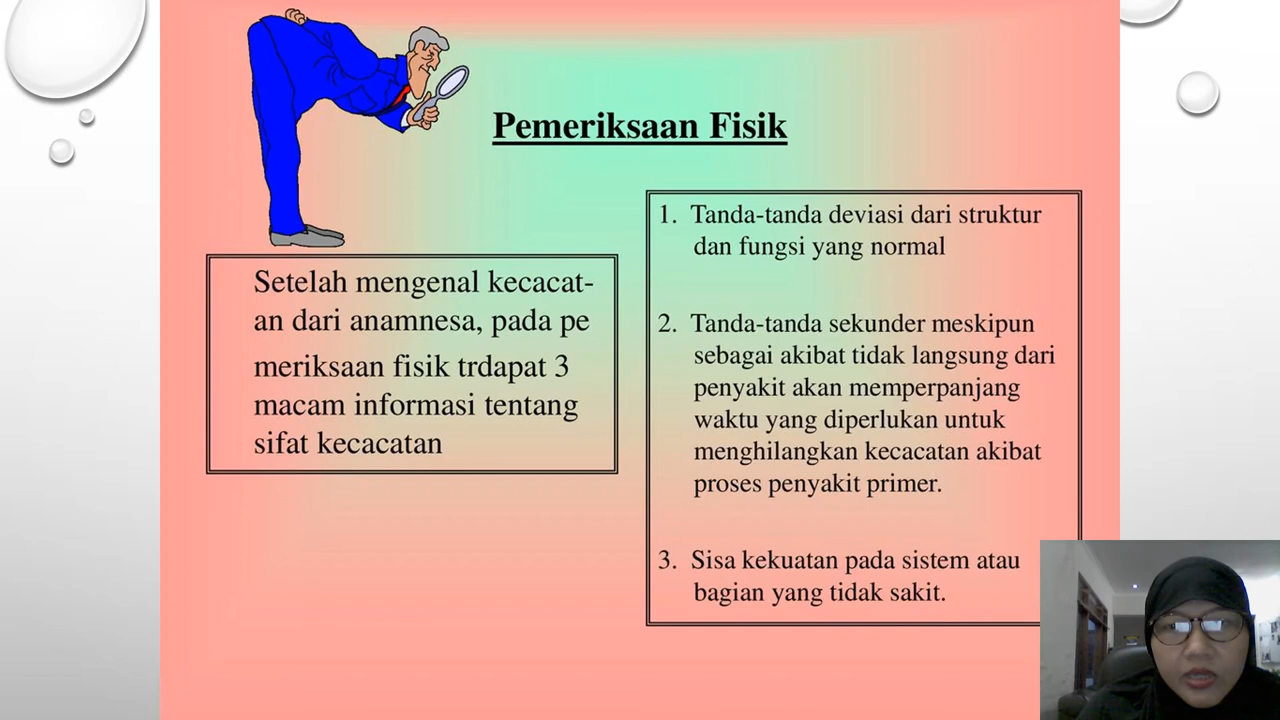 Pemeriksaan Fisik
Setelah mengenal kecacat-
an dari anamnesa, pada pe
meriksaan fisik trdapat 3
macam informasi tentang
sifat kecacatan
1. Tanda-tanda deviasi dari struktur
dan fungsi yang normal
2. Tanda-tanda sekunder meskipun
sebagai akibat tidak langsung dari
penyakit akan memperpanjang
waktu yang diperlukan untuk
menghilangkan kecacatan akibat
proses penyakit primer.
3. Sisa kekuatan pada sistem atau
bagian yang tidak sakit.